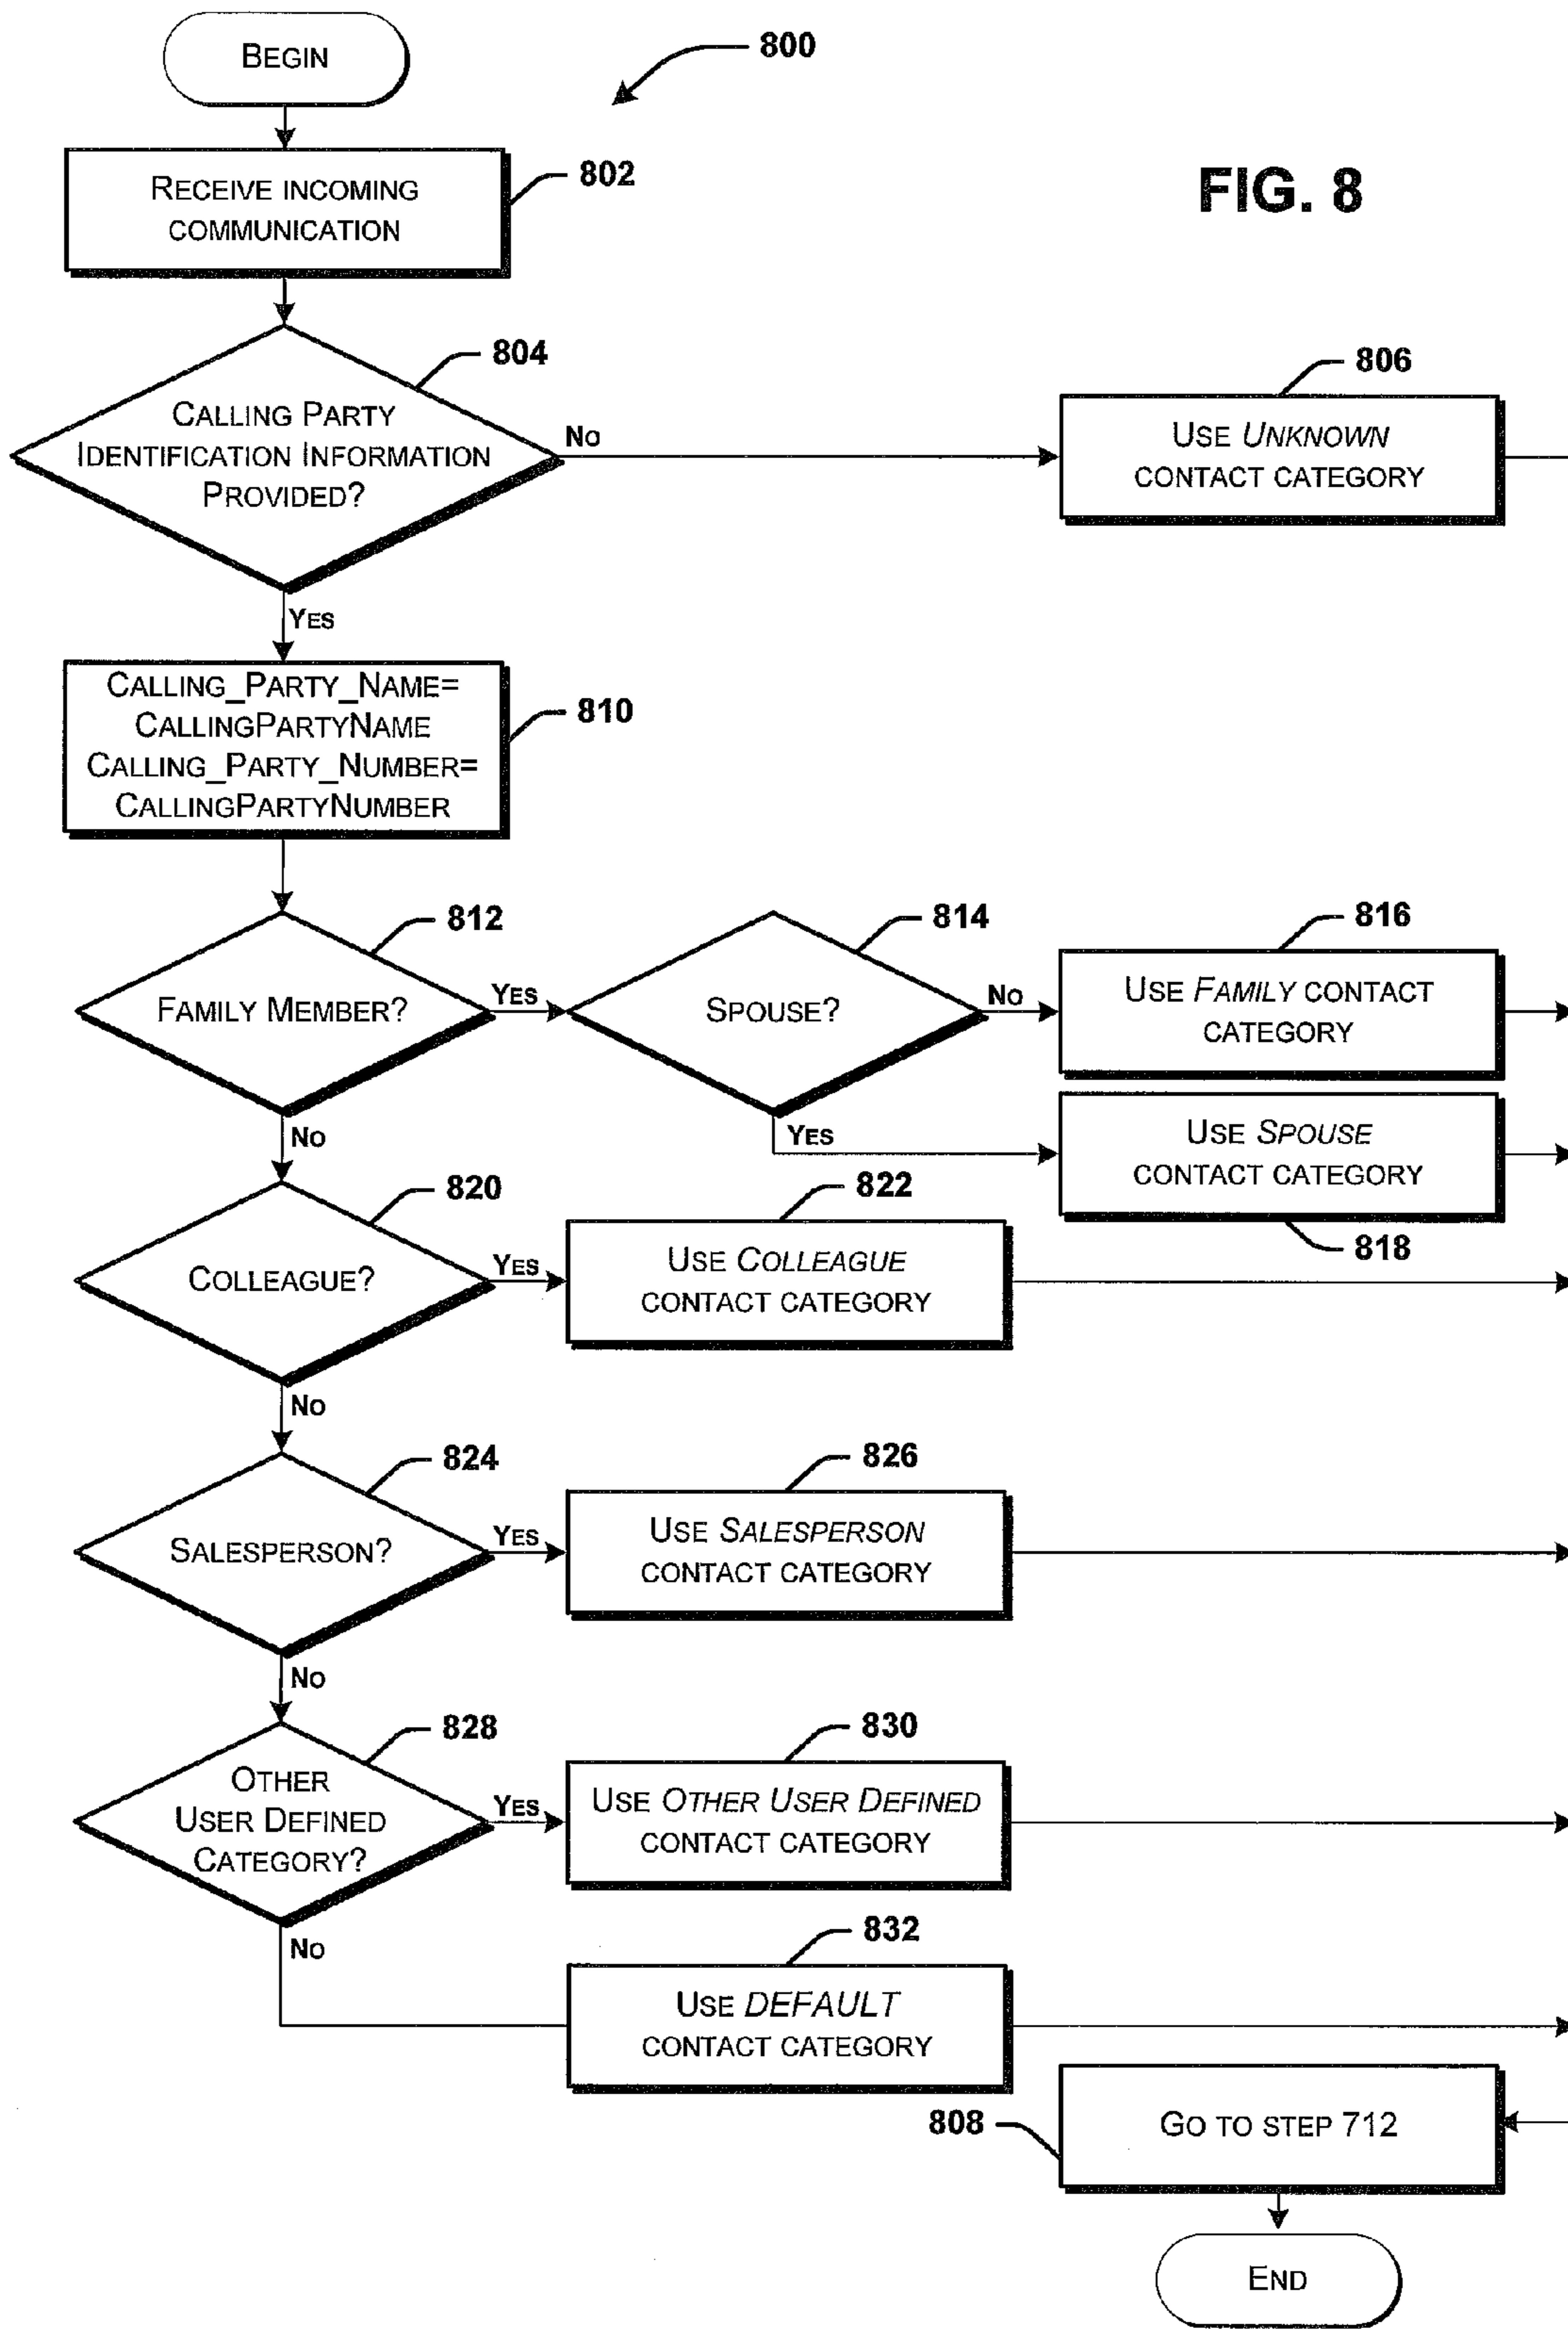 BEGIN
800
RECEIVE INCOMING
COMMUNICATION
802
FIG. 8
804
CALLING PARTY
IDENTIFICATION INFORMATION
PROVIDED?
NO
806
USE UNKNOWN
CONTACT CATEGORY
YES
CALLING_PARTY_NAME=
CALLINGPARTYNAME
CALLING_PARTY_NUMBER=
CALLINGPARTYNUMBER
810
812
FAMILY MEMBER?
YES
814
SPOUSE?
NO
816
USE FAMILY CONTACT
CATEGORY
YES
USE SPOUSE
CONTACT CATEGORY
818
NO
820
COLLEAGUE?
YES
822
USE COLLEAGUE
CONTACT CATEGORY
NO
824
SALESPERSON?
YES
826
USE SALESPERSON
CONTACT CATEGORY
NO
828
OTHER
USER DEFINED
CATEGORY?
YES
830
USE OTHER USER DEFINED
CONTACT CATEGORY
NO
832
USE DEFAULT
CONTACT CATEGORY
808
GO TO STEP 712
END